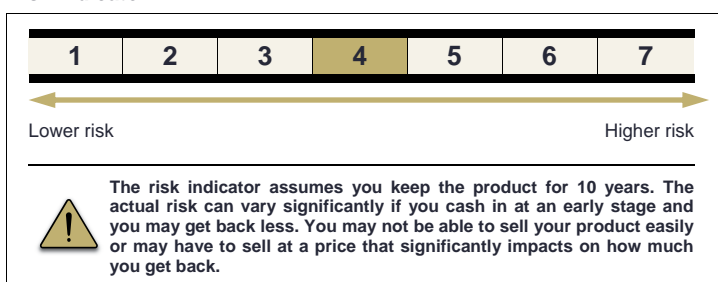 1 2 3 4 5 6 7
Lower risk Higher risk
The risk indicator assumes you keep the product for 10 years. The
actual risk can vary significantly if you cash in at an early stage and
you may get back less. You may not be able to sell your product easily
or may have to sell at a price that significantly impacts on how much
you get back.